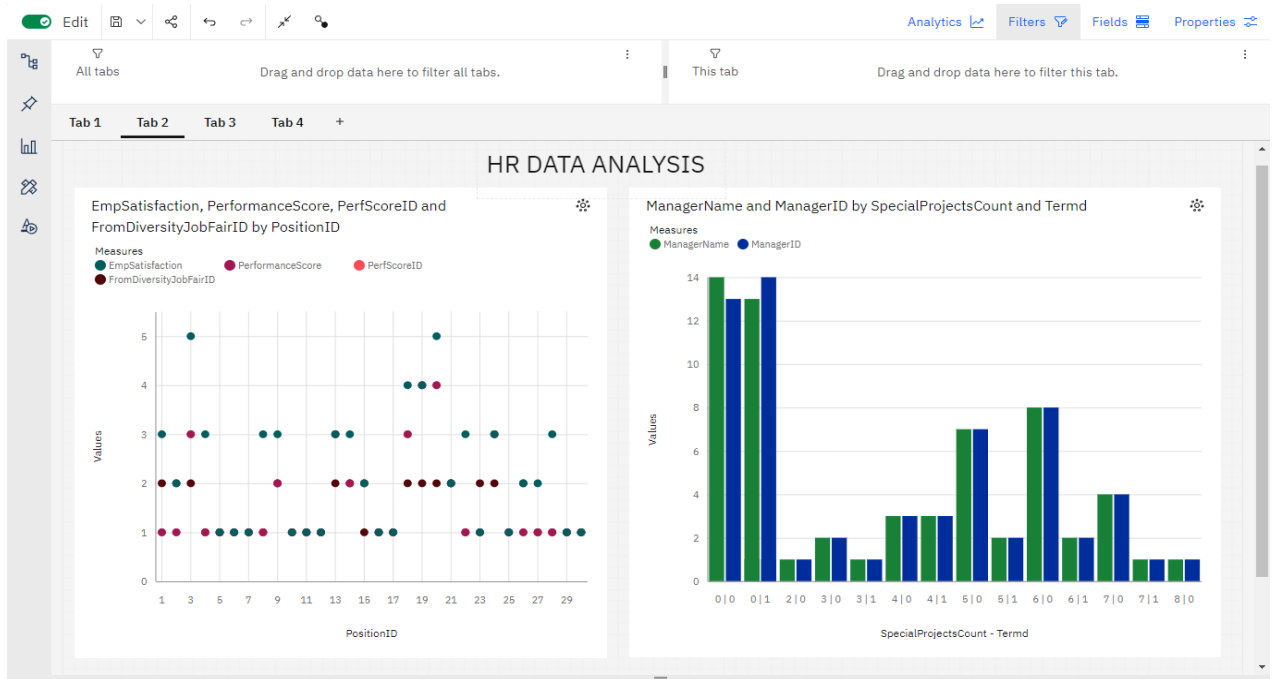 Edit
Analytics
Filters
Fields
Properties
All tabs
Drag and drop data here to filter all tabs.
This tab
Drag and drop data here to filter this tab.
Tab 1 Tab 2 Tab 3 Tab 4 +
HR DATA ANALYSIS
EmpSatisfaction, PerformanceScore, PerfScoreID and
FromDiversityJobFairID by PositionID
Measures
EmpSatisfaction PerformanceScore PerfScoreID
FromDiversityJobFairID
5
4
3
2
1
0
Values
1 3 5 7 9 11 13 15 17 19 21 23 25 27 29
PositionID
ManagerName and ManagerID by SpecialProjectsCount and Termd
Measures
ManagerName ManagerID
14
12
10
8
6
4
2
0
Values
0|0 0|1 2|0 3|0 3|1 4|0 4|1 5|0 5|1 6|0 6|1 7|0 7|1 8|0
SpecialProjectsCount - Termd